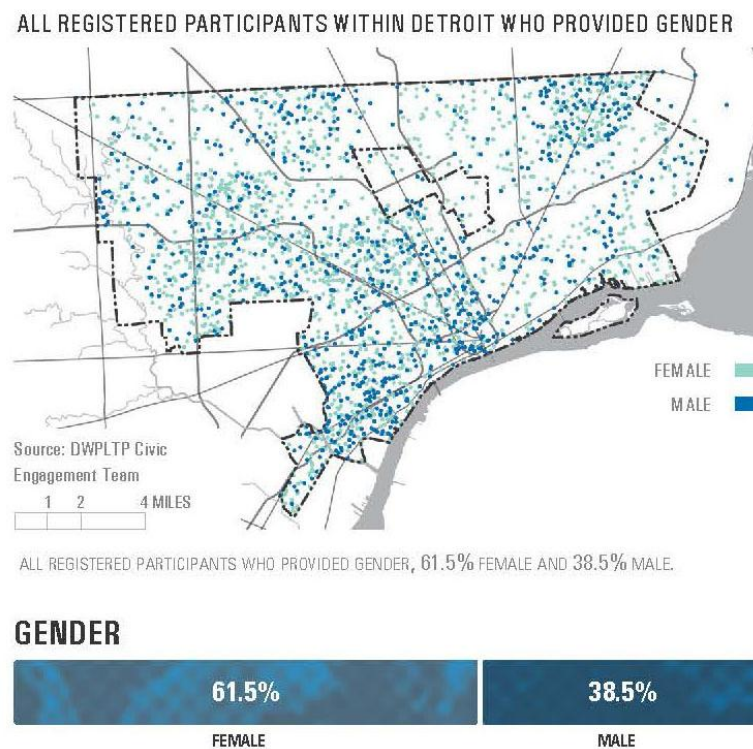 ALL REGISTERED PARTICIPANTS WITHIN DETROIT WHO PROVIDED GENDER
FEMALE
MALE
Source: DWPLTP Civic
Engagement Team
1 2 4 MILES
ALL REGISTERED PARTICIPANTS WHO PROVIDED GENDER, 61.5% FEMALE AND 38.5% MALE.
GENDER
61.5% 38.5%
FEMALE MALE